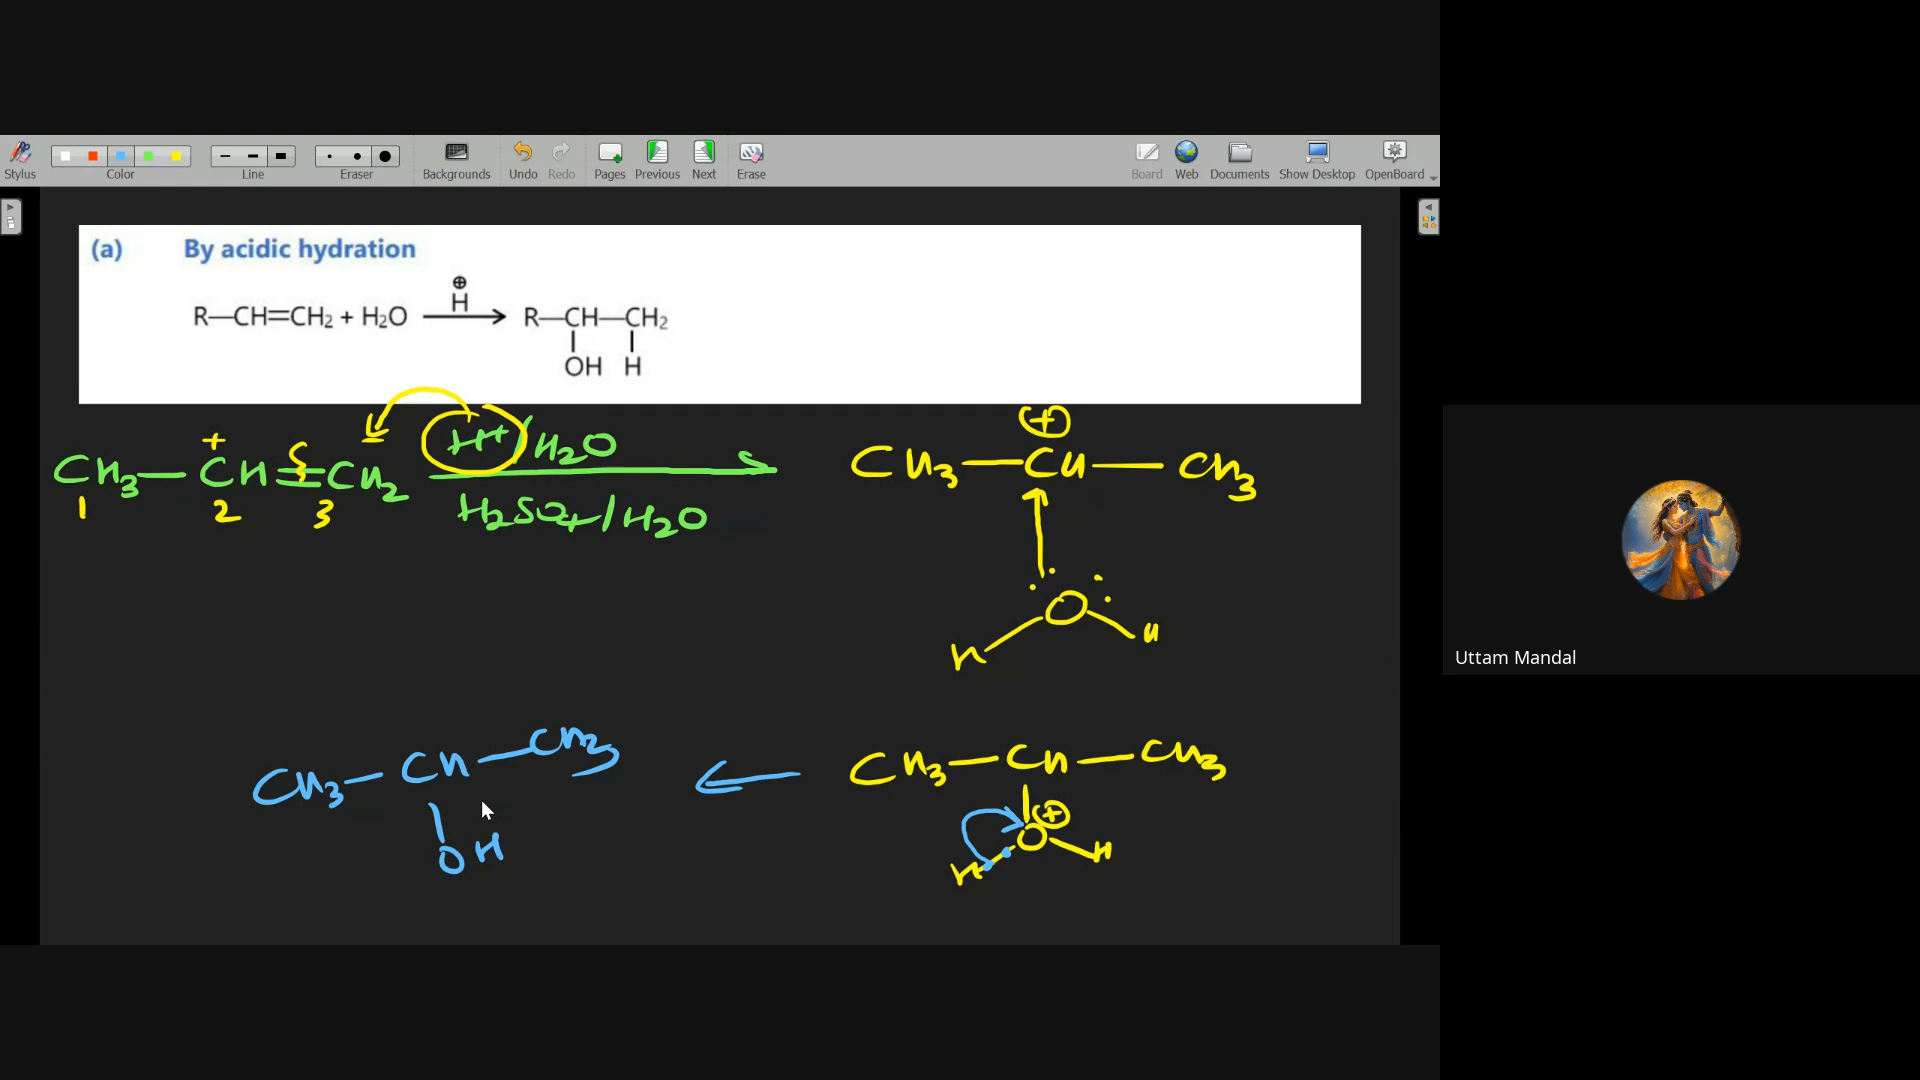 Stylus Color Line Eraser Backgrounds Undo Redo Pages Previous Next Erase Board Web Documents Show Desktop OpenBoard
(a) By acidic hydration
⊕
H
R—CH=CH₂ + H₂O ⟶ R—CH—CH₂
OH H
CH₃—CH=CH₂ H⁺/H₂O
+
1 2 3
H₂SO₄/H₂O
⊕
CH₃—CH—CH₃
O
H H
CH₃—CH—CH₃
OH
CH₃—CH—CH₃
O⊕
H H
Uttam Mandal